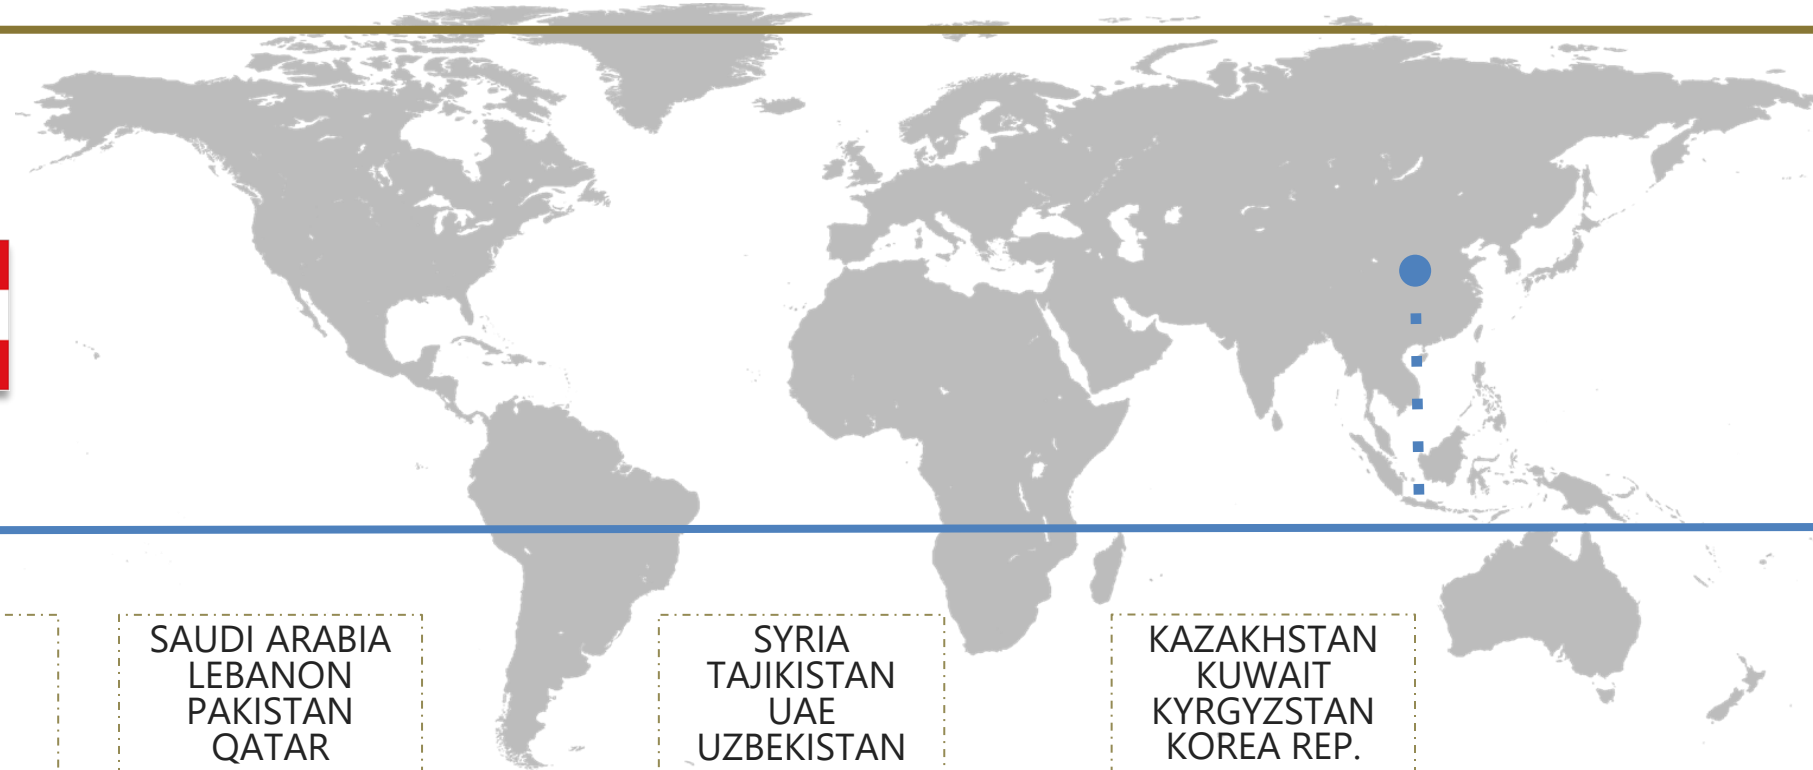 SAUDI ARABIA
LEBANON
PAKISTAN
QATAR
SYRIA
TAJIKISTAN
UAE
UZBEKISTAN
KAZAKHSTAN
KUWAIT
KYRGYZSTAN
KOREA REP.